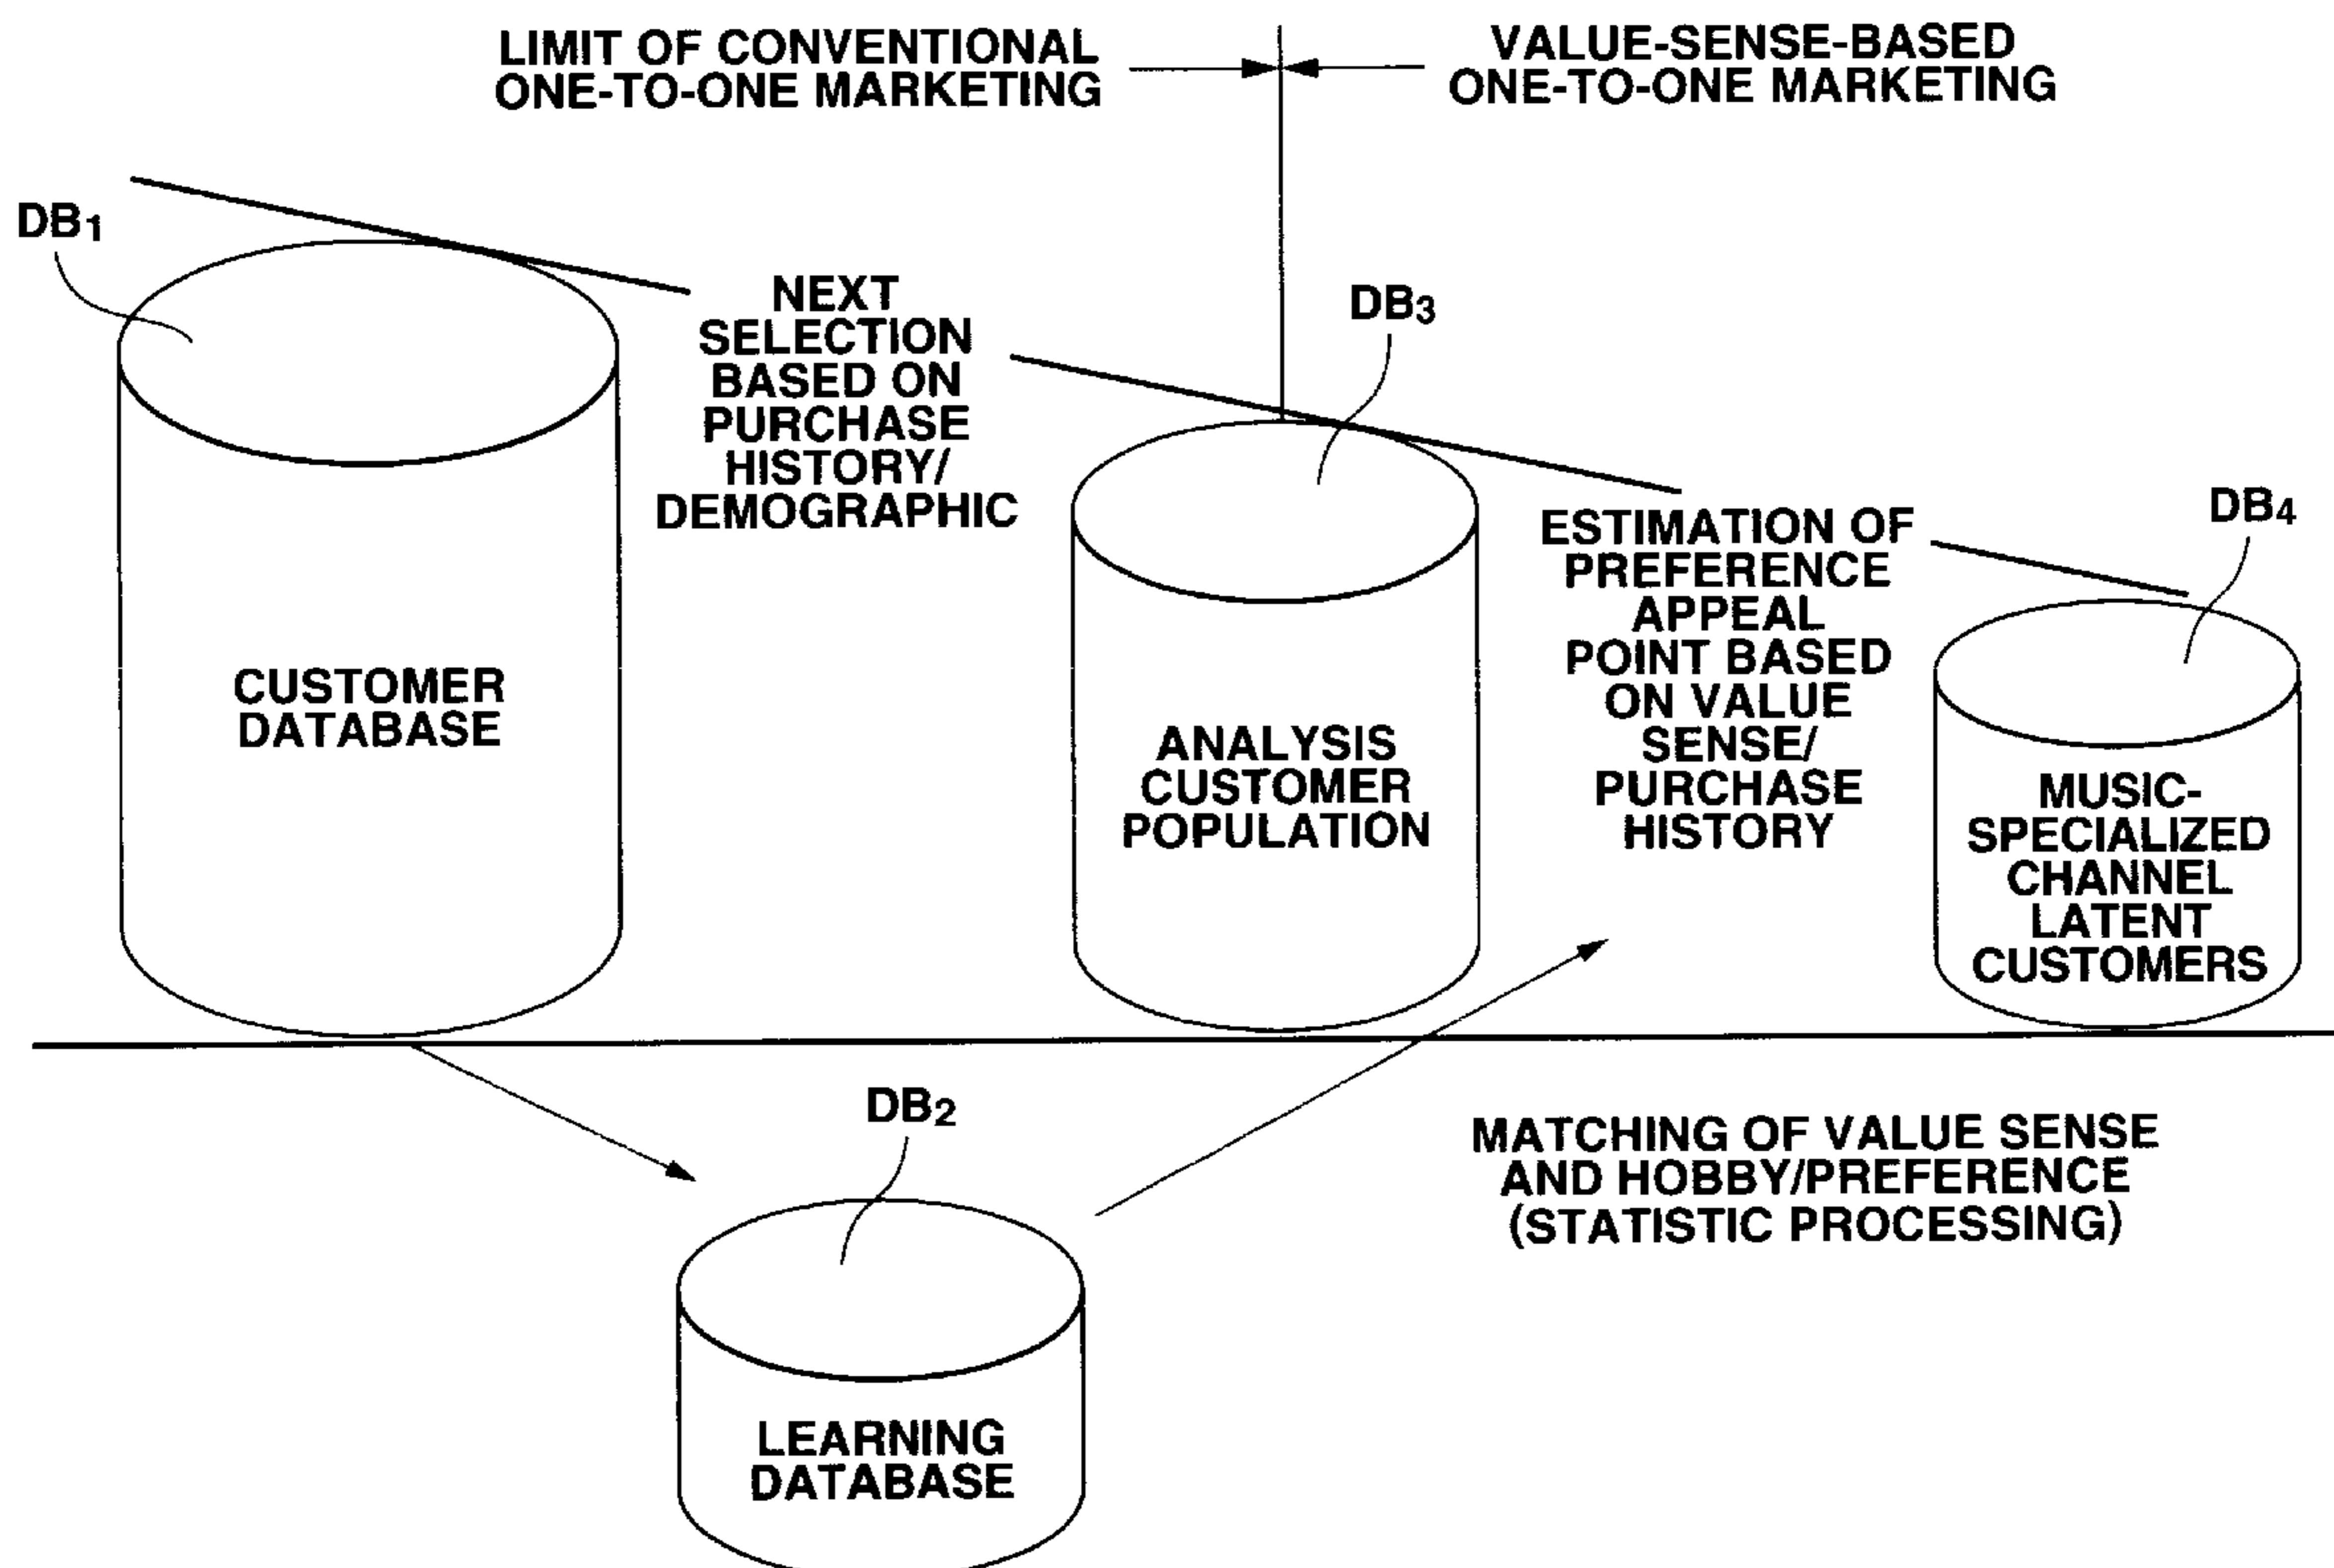 LIMIT OF CONVENTIONAL
ONE-TO-ONE MARKETING
VALUE-SENSE-BASED
ONE-TO-ONE MARKETING
DB1
NEXT
SELECTION
BASED ON
PURCHASE
HISTORY/
DEMOGRAPHIC
DB3
ESTIMATION OF
PREFERENCE
APPEAL
POINT BASED
ON VALUE
SENSE/
PURCHASE
HISTORY
DB4
CUSTOMER
DATABASE
ANALYSIS
CUSTOMER
POPULATION
MUSIC-
SPECIALIZED
CHANNEL
LATENT
CUSTOMERS
DB2
MATCHING OF VALUE SENSE
AND HOBBY/PREFERENCE
(STATISTIC PROCESSING)
LEARNING
DATABASE